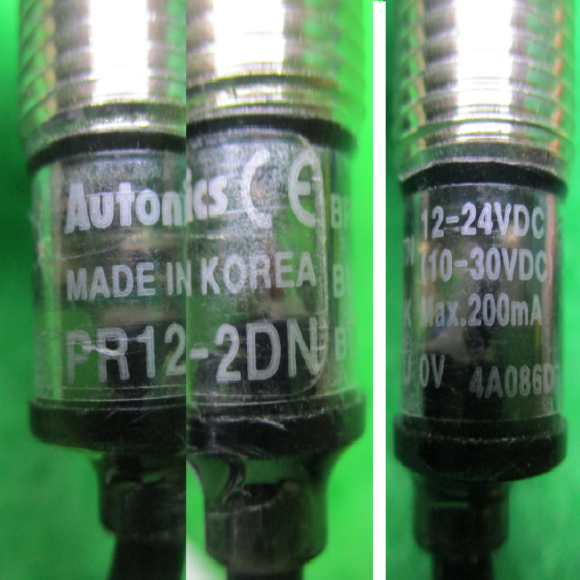 Autonics CE
MADE IN KOREA
PR12-2DN
12-24VDC
(10-30VDC)
Max.200mA
0V 4A086D